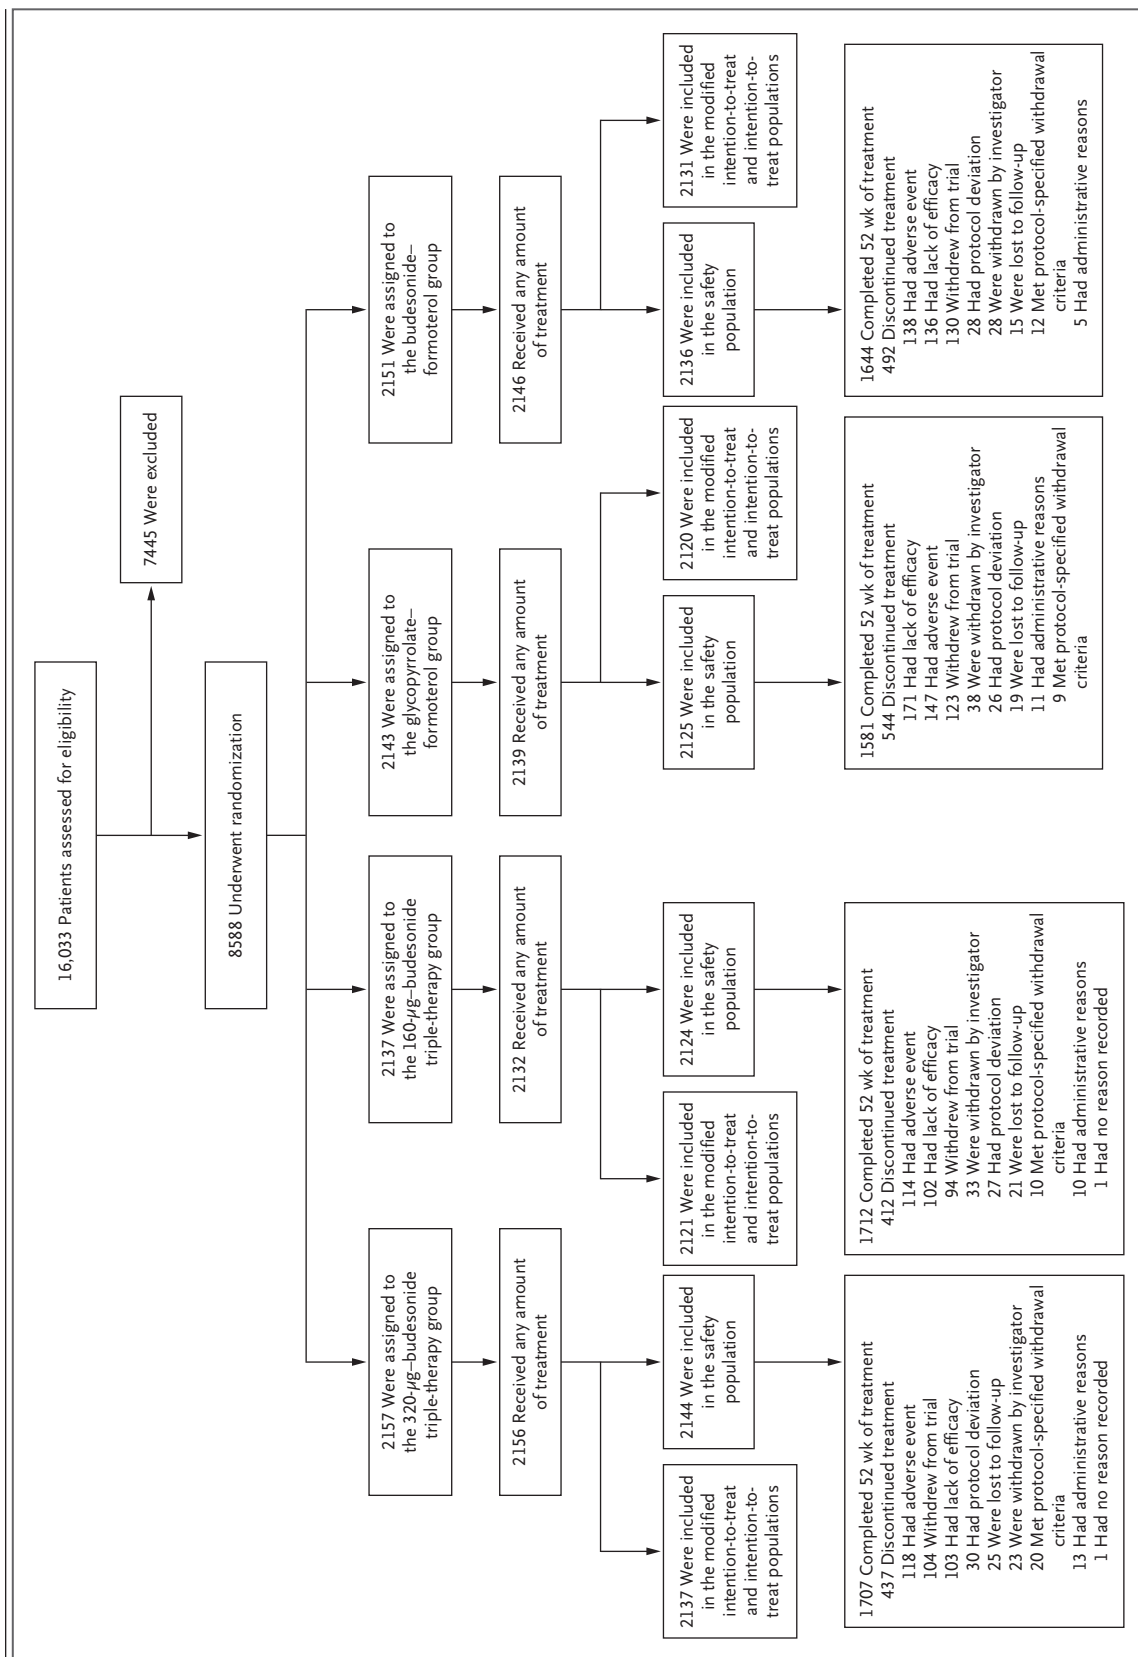 16,033 Patients assessed for eligibility
7445 Were excluded
8588 Underwent randomization
2157 Were assigned to
the 320-μg–budesonide
triple-therapy group
2137 Were assigned to
the 160-μg–budesonide
triple-therapy group
2143 Were assigned to
the glycopyrrolate–
formoterol group
2151 Were assigned to
the budesonide–
formoterol group
2156 Received any amount
of treatment
2132 Received any amount
of treatment
2139 Received any amount
of treatment
2146 Received any amount
of treatment
2137 Were included
in the modified
intention-to-treat
and intention-to-
treat populations
2144 Were included
in the safety
population
2121 Were included
in the modified
intention-to-treat
and intention-to-
treat populations
2124 Were included
in the safety
population
2125 Were included
in the safety
population
2120 Were included
in the modified
intention-to-treat
and intention-to-
treat populations
2136 Were included
in the safety
population
2131 Were included
in the modified
intention-to-treat
and intention-to-
treat populations
1707 Completed 52 wk of treatment
437 Discontinued treatment
118 Had adverse event
104 Withdrew from trial
103 Had lack of efficacy
30 Had protocol deviation
25 Were lost to follow-up
23 Were withdrawn by investigator
20 Met protocol-specified withdrawal
criteria
13 Had administrative reasons
1 Had no reason recorded
1712 Completed 52 wk of treatment
412 Discontinued treatment
114 Had adverse event
102 Had lack of efficacy
94 Withdrew from trial
33 Were withdrawn by investigator
27 Had protocol deviation
21 Were lost to follow-up
10 Met protocol-specified withdrawal
criteria
10 Had administrative reasons
1 Had no reason recorded
1581 Completed 52 wk of treatment
544 Discontinued treatment
171 Had lack of efficacy
147 Had adverse event
123 Withdrew from trial
38 Were withdrawn by investigator
26 Had protocol deviation
19 Were lost to follow-up
11 Had administrative reasons
9 Met protocol-specified withdrawal
criteria
1644 Completed 52 wk of treatment
492 Discontinued treatment
138 Had adverse event
136 Had lack of efficacy
130 Withdrew from trial
28 Had protocol deviation
28 Were withdrawn by investigator
15 Were lost to follow-up
12 Met protocol-specified withdrawal
criteria
5 Had administrative reasons